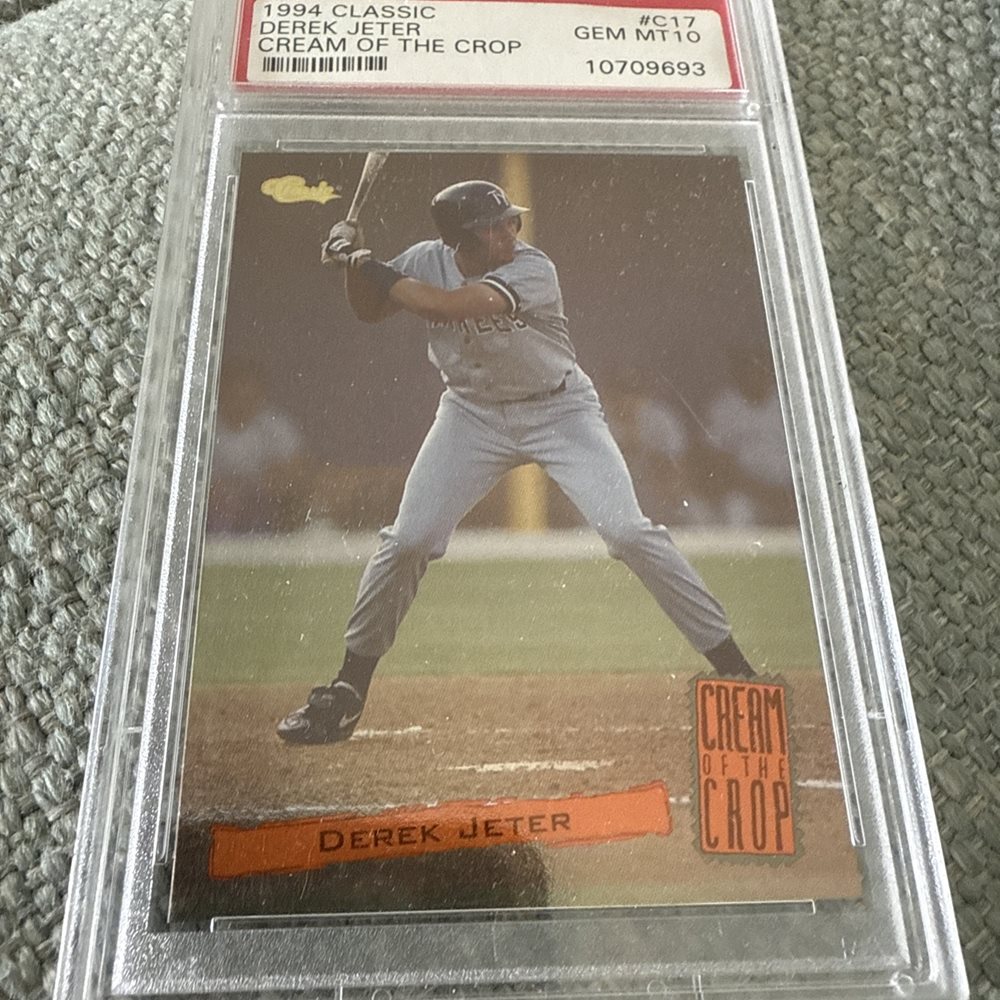 1994 CLASSIC #C17
DEREK JETER GEM MT10
CREAM OF THE CROP
10709693
Classic
CREAM
OF THE
CROP
DEREK JETER